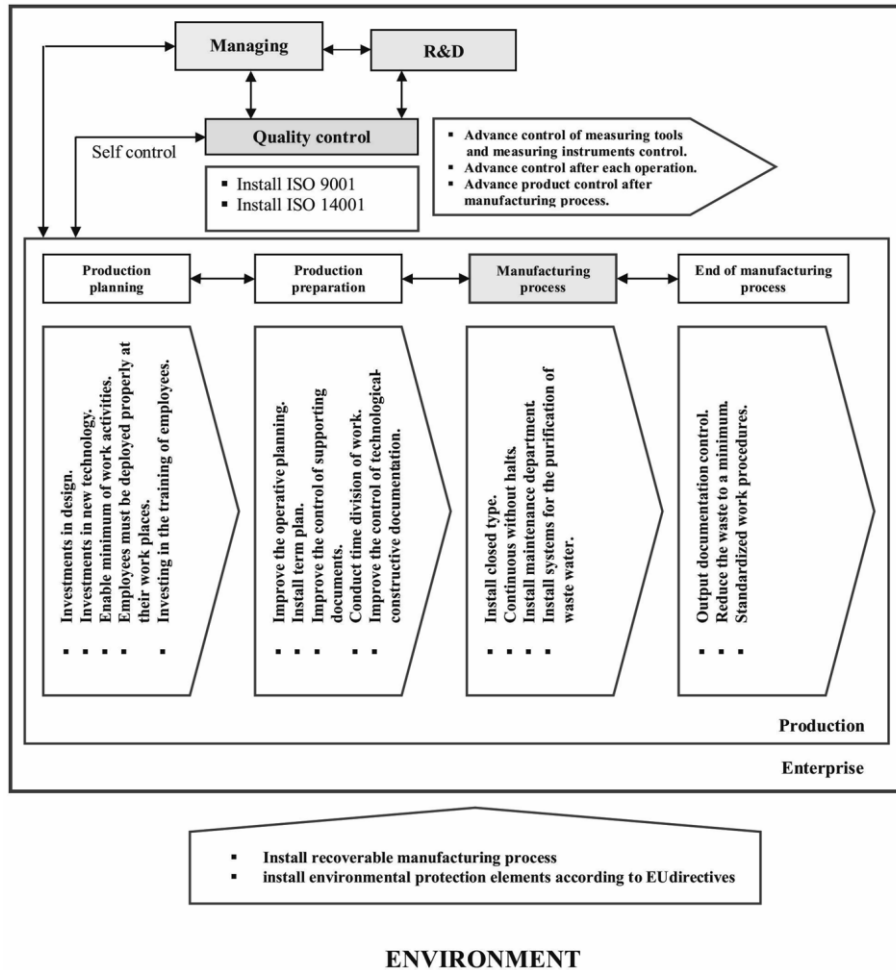 Managing
R&D
Quality control
Self control
▪ Install ISO 9001
▪ Install ISO 14001
▪ Advance control of measuring tools
and measuring instruments control.
▪ Advance control after each operation.
▪ Advance product control after
manufacturing process.
Production
planning
Production
preparation
Manufacturing
process
End of manufacturing
process
▪ Investments in design.
▪ Investments in new technology.
▪ Enable minimum of work activities.
▪ Employees must be deployed properly at
their work places.
▪ Investing in the training of employees.
▪ Improve the operative planning.
▪ Install term plan.
▪ Improve the control of supporting
documents.
▪ Conduct time division of work.
▪ Improve the control of technological-
constructive documentation.
▪ Install closed type.
▪ Continuous without halts.
▪ Install maintenance department.
▪ Install systems for the purification of
waste water.
▪ Output documentation control.
▪ Reduce the waste to a minimum.
▪ Standardized work procedures.
Production
Enterprise
▪ Install recoverable manufacturing process
▪ install environmental protection elements according to EUdirectives
ENVIRONMENT